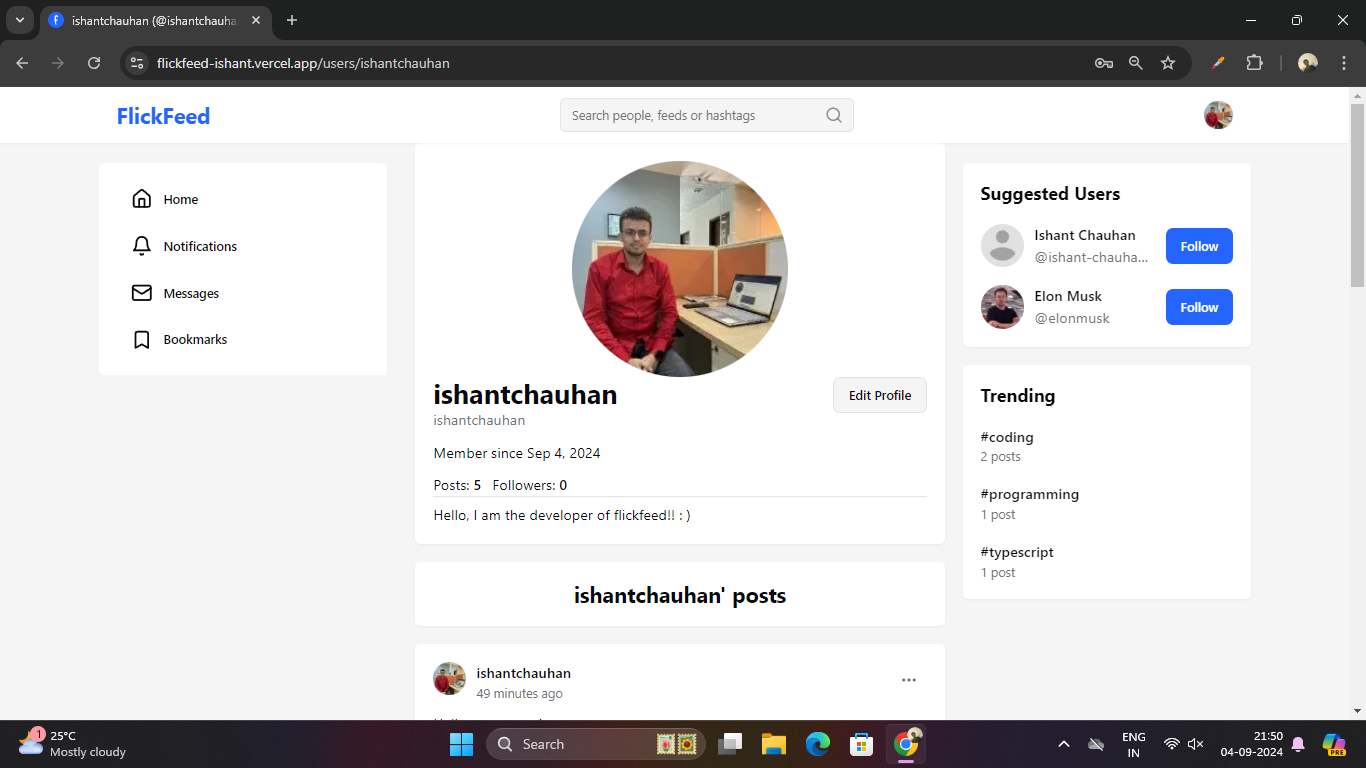 ishantchauhan (@ishantchauha
flickfeed-ishant.vercel.app/users/ishantchauhan
FlickFeed
Search people, feeds or hashtags
Home
Notifications
Messages
Bookmarks
ishantchauhan
Edit Profile
ishantchauhan
Member since Sep 4, 2024
Posts: 5 Followers: 0
Hello, I am the developer of flickfeed!! : )
ishantchauhan' posts
ishantchauhan
49 minutes ago
Suggested Users
Ishant Chauhan
@ishant-chauha...
Follow
Elon Musk
@elonmusk
Follow
Trending
#coding
2 posts
#programming
1 post
#typescript
1 post
1
25°C
Mostly cloudy
Search
ENG
IN
21:50
04-09-2024
PRE